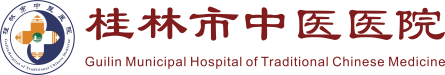 桂林市中医医院
Guilin Municipal Hospital of Traditional Chinese Medicine